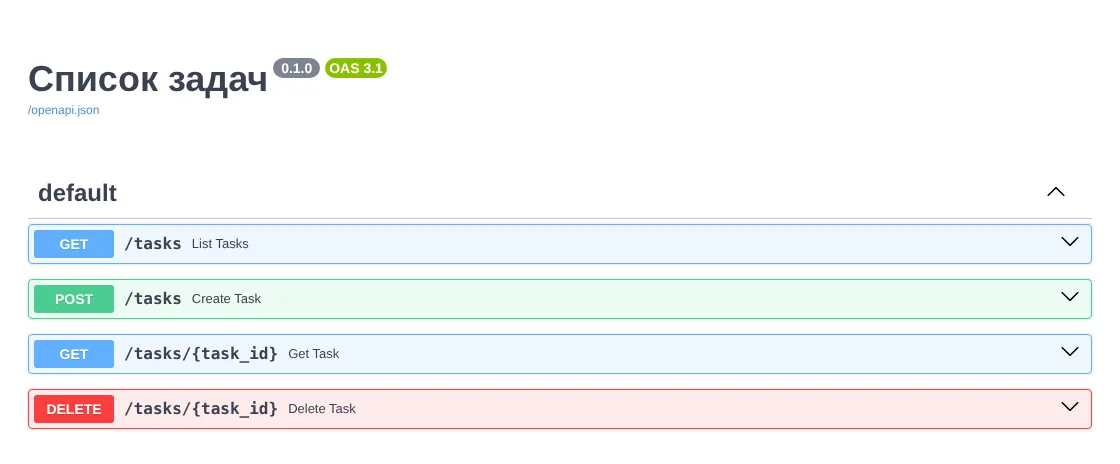 Список задач 0.1.0 OAS 3.1
/openapi.json
default
GET /tasks List Tasks
POST /tasks Create Task
GET /tasks/{task_id} Get Task
DELETE /tasks/{task_id} Delete Task